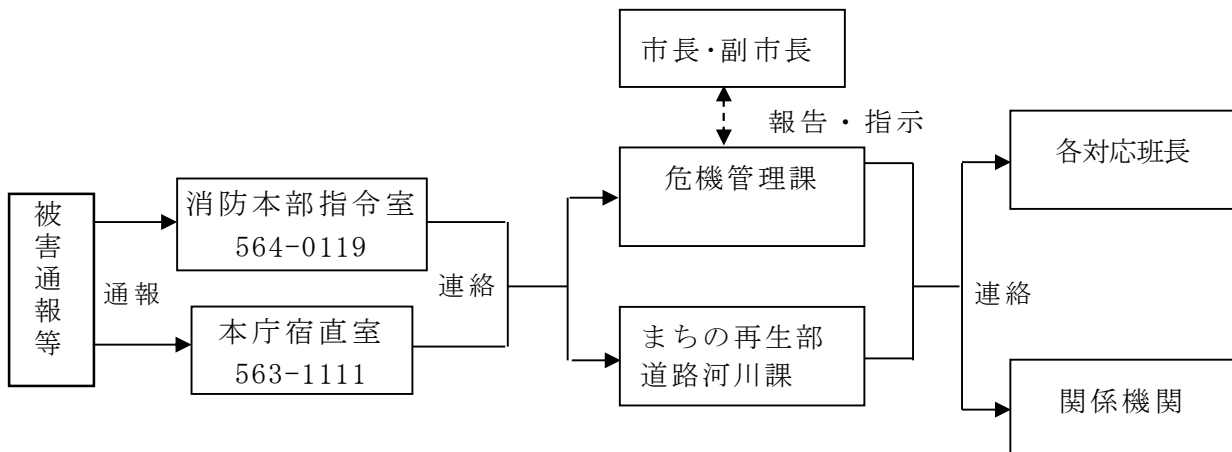 市長・副市長
報告・指示
危機管理課
各対応班長
消防本部指令室
564-0119
被害通報等
通報
連絡
本庁宿直室
563-1111
まちの再生部
道路河川課
連絡
関係機関